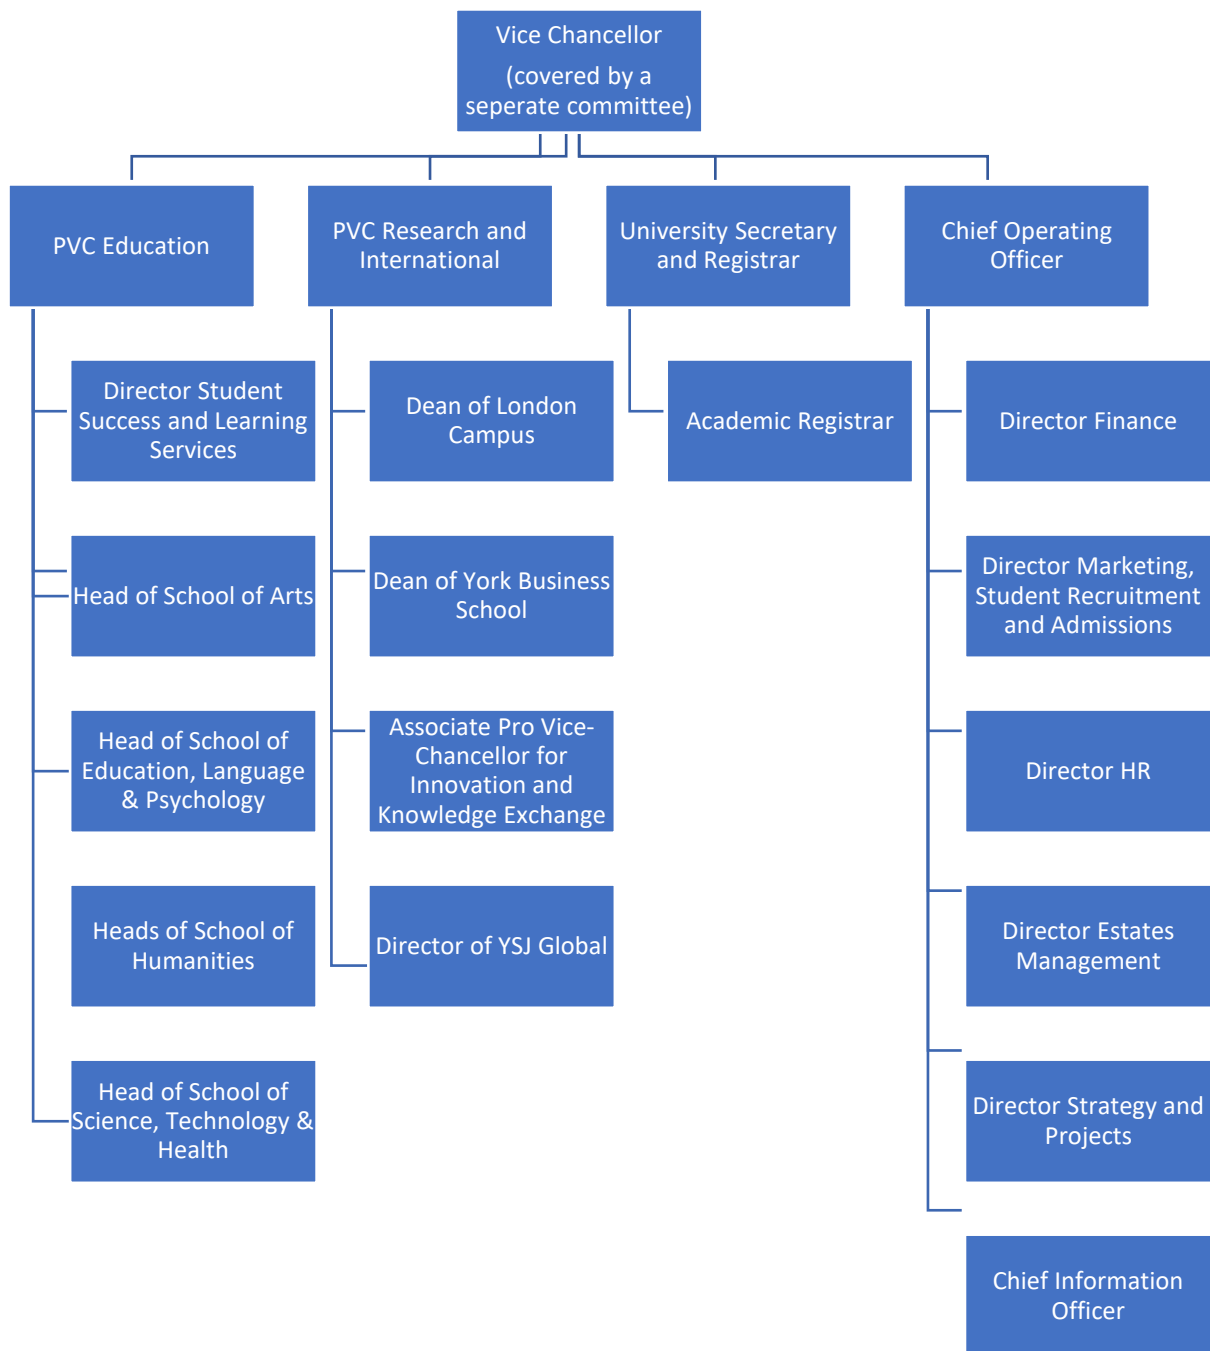 Vice Chancellor
(covered by a
seperate committee)
PVC Education
PVC Research and
International
University Secretary
and Registrar
Chief Operating
Officer
Director Student
Success and Learning
Services
Dean of London
Campus
Academic Registrar
Director Finance
Head of School of Arts
Dean of York Business
School
Director Marketing,
Student Recruitment
and Admissions
Head of School of
Education, Language
& Psychology
Associate Pro Vice-
Chancellor for
Innovation and
Knowledge Exchange
Director HR
Heads of School of
Humanities
Director of YSJ Global
Director Estates
Management
Head of School of
Science, Technology &
Health
Director Strategy and
Projects
Chief Information
Officer